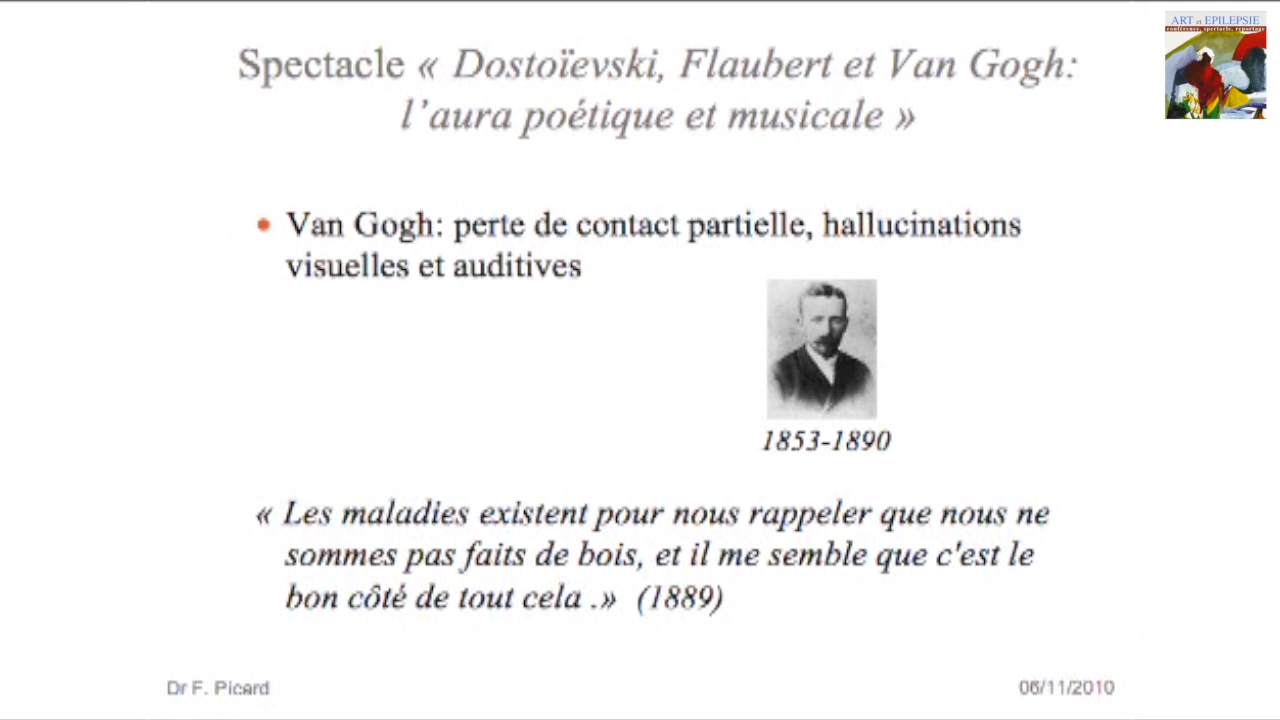 ART et EPILEPSIE
conférence, spectacle, reportage
Spectacle « Dostoïevski, Flaubert et Van Gogh:
l’aura poétique et musicale »
• Van Gogh: perte de contact partielle, hallucinations
visuelles et auditives
1853-1890
« Les maladies existent pour nous rappeler que nous ne
sommes pas faits de bois, et il me semble que c'est le
bon côté de tout cela .» (1889)
Dr F. Picard
06/11/2010